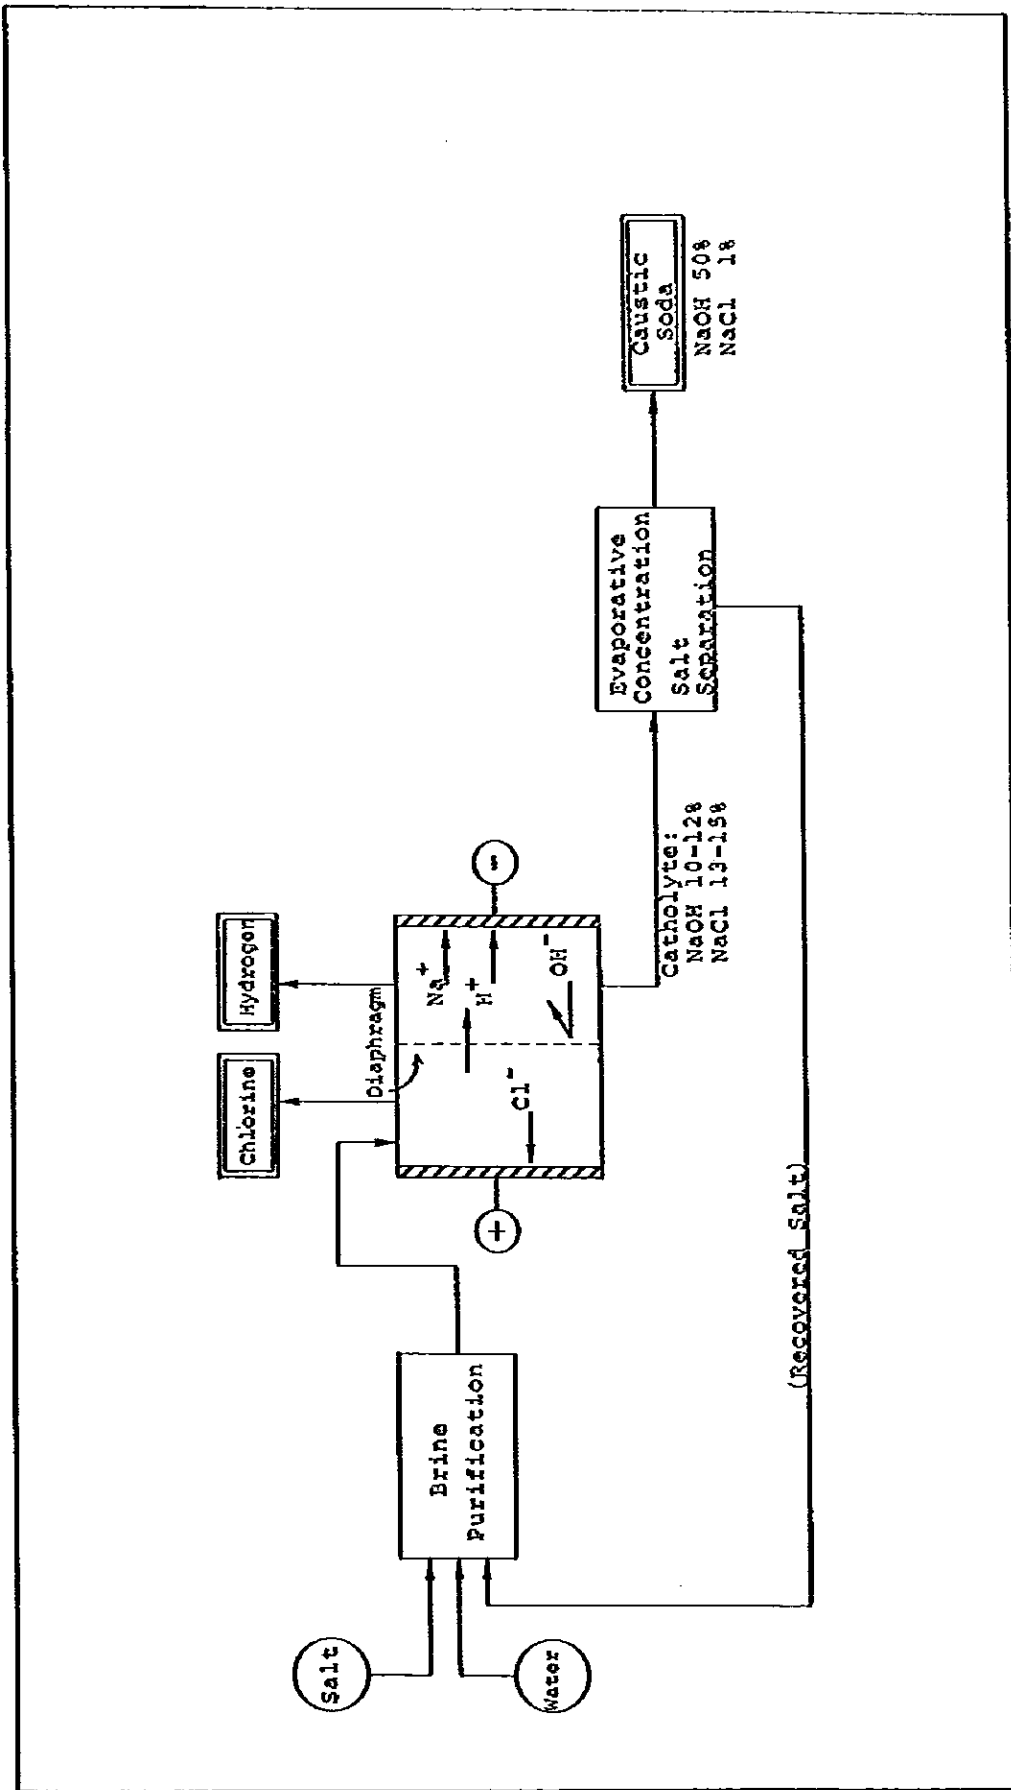 Salt
Water
Brine
Purification
Chlorine
Hydrogen
Diaphragm
+
-
Na+
H+
Cl-
OH-
Catholyte:
NaOH 10-12%
NaCl 13-15%
Evaporative
Concentration
Salt
Separation
Caustic
Soda
NaOH 50%
NaCl 1%
(Recovered Salt)